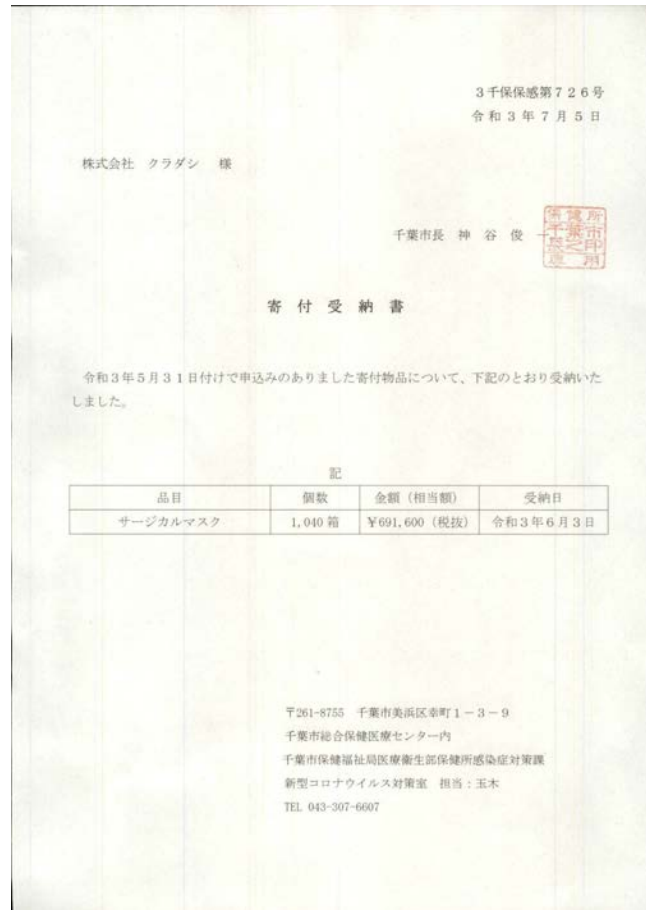 3千保保感第726号
令和3年7月5日
株式会社 クラダシ 様
千葉市長 神 谷 俊 一
寄 付 受 納 書
令和3年5月31日付けで申込みのありました寄付物品について、下記のとおり受納いた
しました。
記
品目 個数 金額（相当額） 受納日
サージカルマスク 1,040箱 ¥691,600（税抜） 令和3年6月3日
〒261-8755 千葉市美浜区幸町1－3－9
千葉市総合保健医療センター内
千葉市保健福祉局医療衛生部保健所感染症対策課
新型コロナウイルス対策室 担当：玉木
TEL 043-307-6607